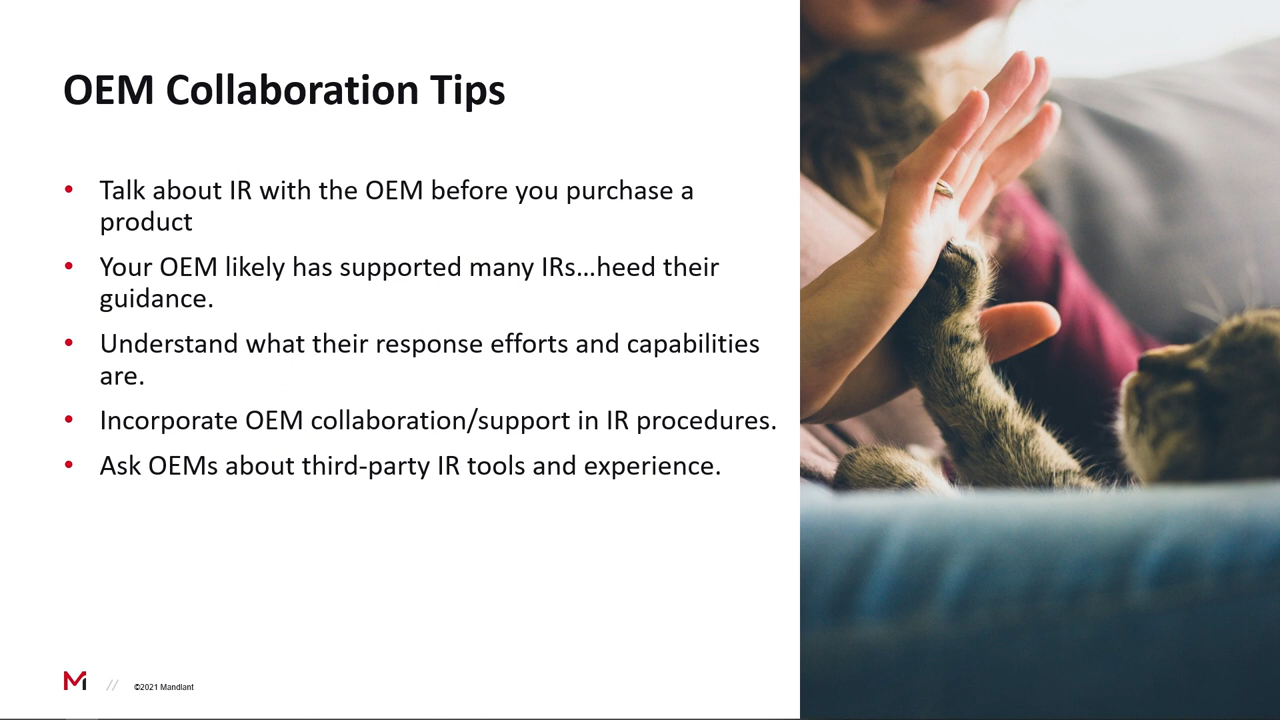 OEM Collaboration Tips
• Talk about IR with the OEM before you purchase a
product
• Your OEM likely has supported many IRs...heed their
guidance.
• Understand what their response efforts and capabilities
are.
• Incorporate OEM collaboration/support in IR procedures.
• Ask OEMs about third-party IR tools and experience.
M // ©2021 Mandiant